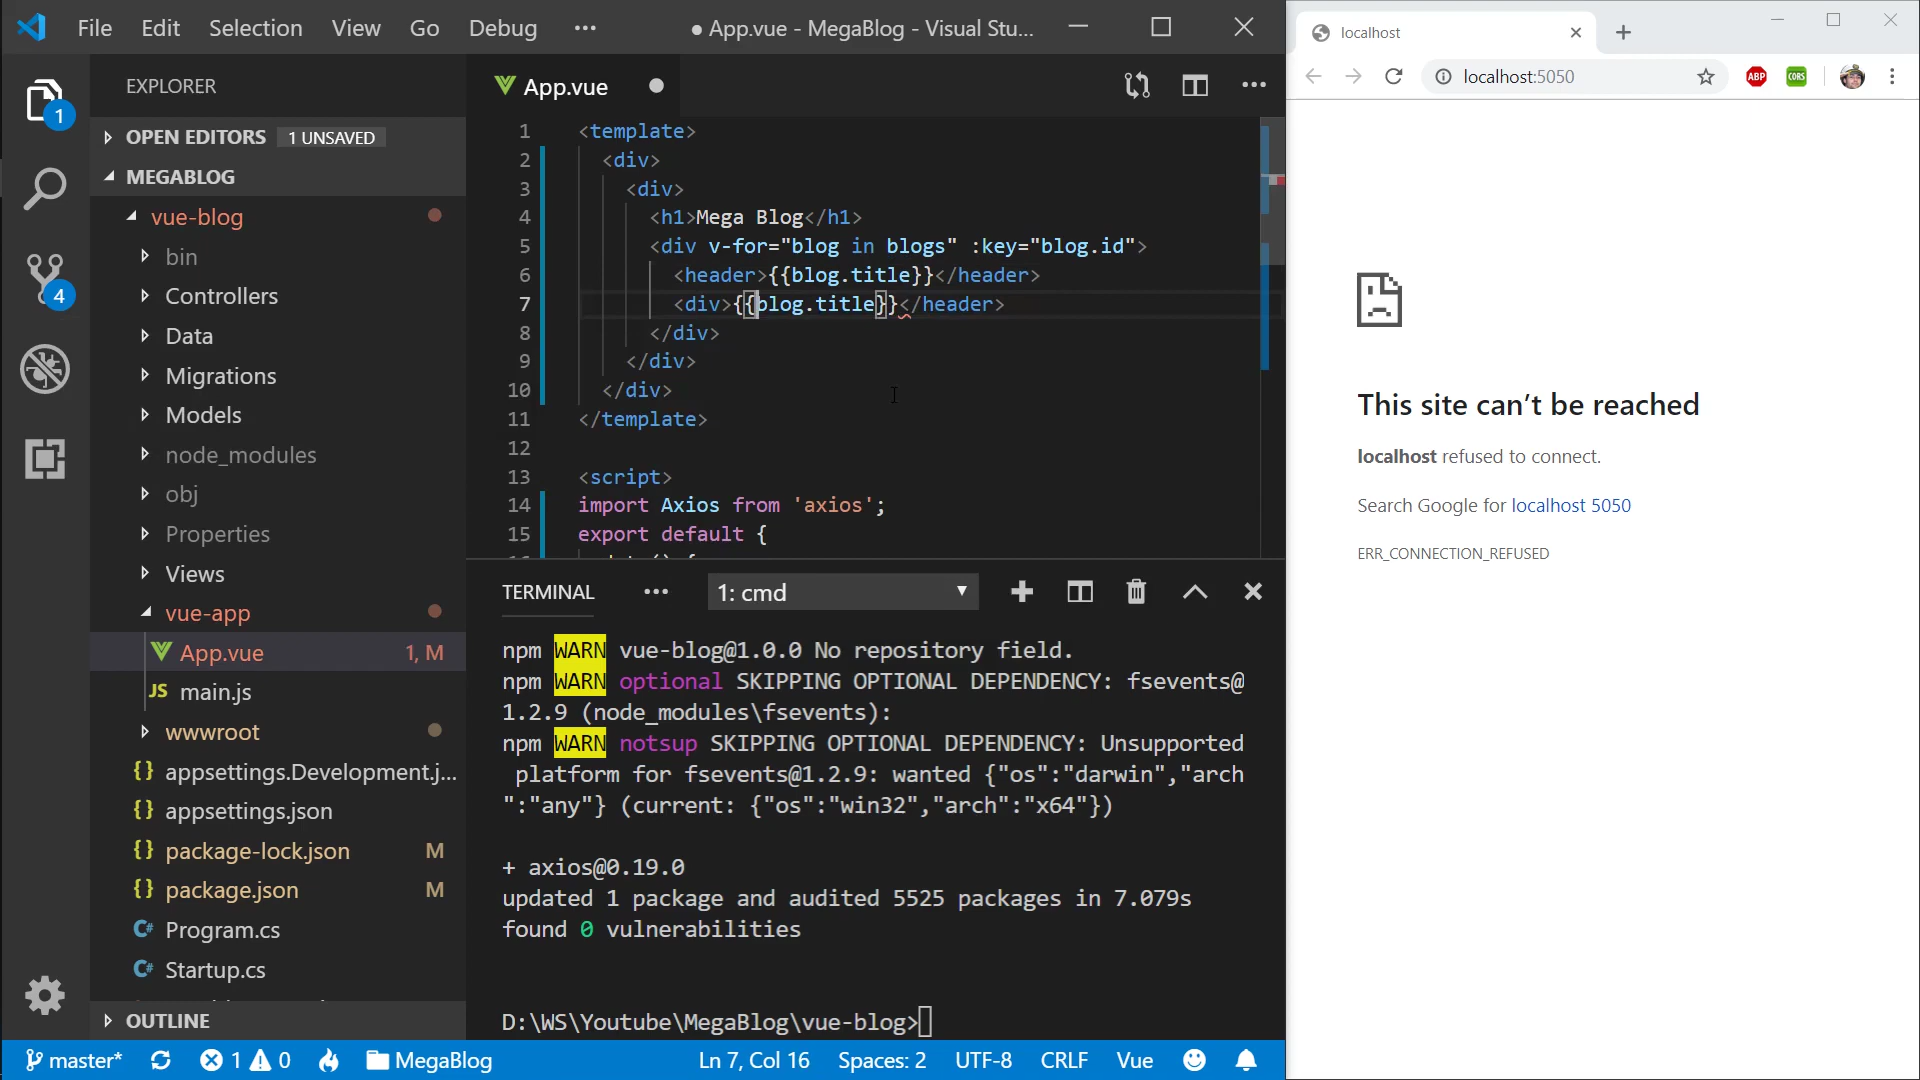 File Edit Selection View Go Debug ··· ● App.vue - MegaBlog - Visual Stu...
EXPLORER
OPEN EDITORS 1 UNSAVED
MEGABLOG
vue-blog
bin
Controllers
Data
Migrations
Models
node_modules
obj
Properties
Views
vue-app
App.vue 1, M
JS main.js
wwwroot
{} appsettings.Development.j...
{} appsettings.json
{} package-lock.json M
{} package.json M
C# Program.cs
C# Startup.cs
OUTLINE
1
4
App.vue
1 <template>
2 <div>
3 <div>
4 <h1>Mega Blog</h1>
5 <div v-for="blog in blogs" :key="blog.id">
6 <header>{{blog.title}}</header>
7 <div>{{blog.title}}</header>
8 </div>
9 </div>
10 </div>
11 </template>
12
13 <script>
14 import Axios from 'axios';
15 export default {
TERMINAL ··· 1: cmd
npm WARN vue-blog@1.0.0 No repository field.
npm WARN optional SKIPPING OPTIONAL DEPENDENCY: fsevents@
1.2.9 (node_modules\fsevents):
npm WARN notsup SKIPPING OPTIONAL DEPENDENCY: Unsupported
platform for fsevents@1.2.9: wanted {"os":"darwin","arch
":"any"} (current: {"os":"win32","arch":"x64"})
+ axios@0.19.0
updated 1 package and audited 5525 packages in 7.079s
found 0 vulnerabilities
D:\WS\Youtube\MegaBlog\vue-blog>
master* 1 0 MegaBlog Ln 7, Col 16 Spaces: 2 UTF-8 CRLF Vue
localhost
localhost:5050
ABP CORS
This site can’t be reached
localhost refused to connect.
Search Google for localhost 5050
ERR_CONNECTION_REFUSED